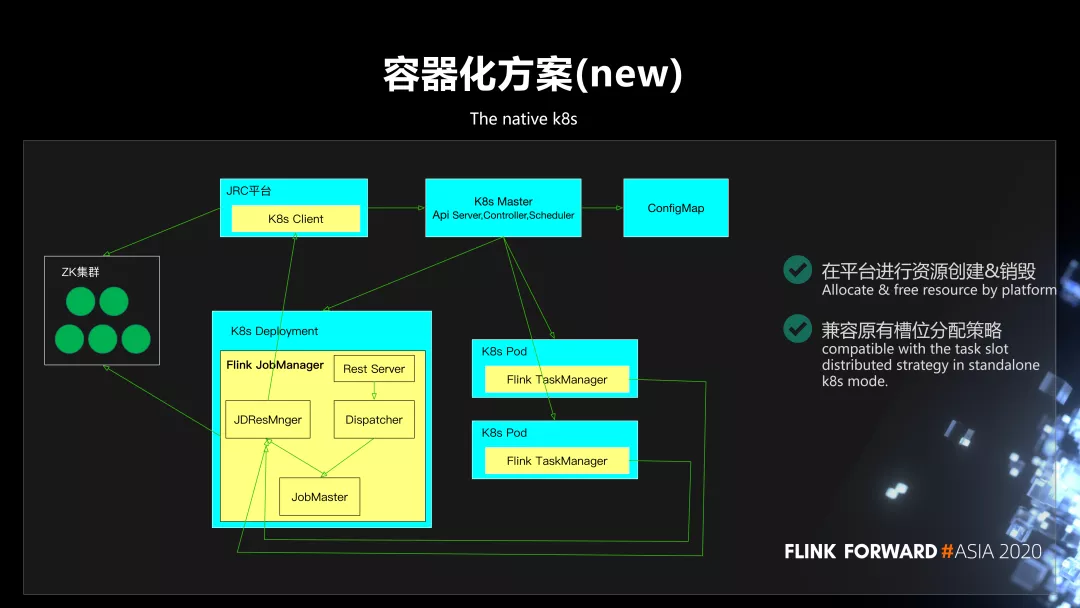 容器化方案(new)
The native k8s
JRC平台
K8s Client
K8s Master
Api Server,Controller,Scheduler
ConfigMap
ZK集群
K8s Deployment
Flink JobManager
Rest Server
JDResMnger
Dispatcher
JobMaster
K8s Pod
Flink TaskManager
K8s Pod
Flink TaskManager
在平台进行资源创建&销毁
Allocate & free resource by platform
兼容原有槽位分配策略
compatible with the task slot
distributed strategy in standalone
k8s mode.
FLINK FORWARD #ASIA 2020